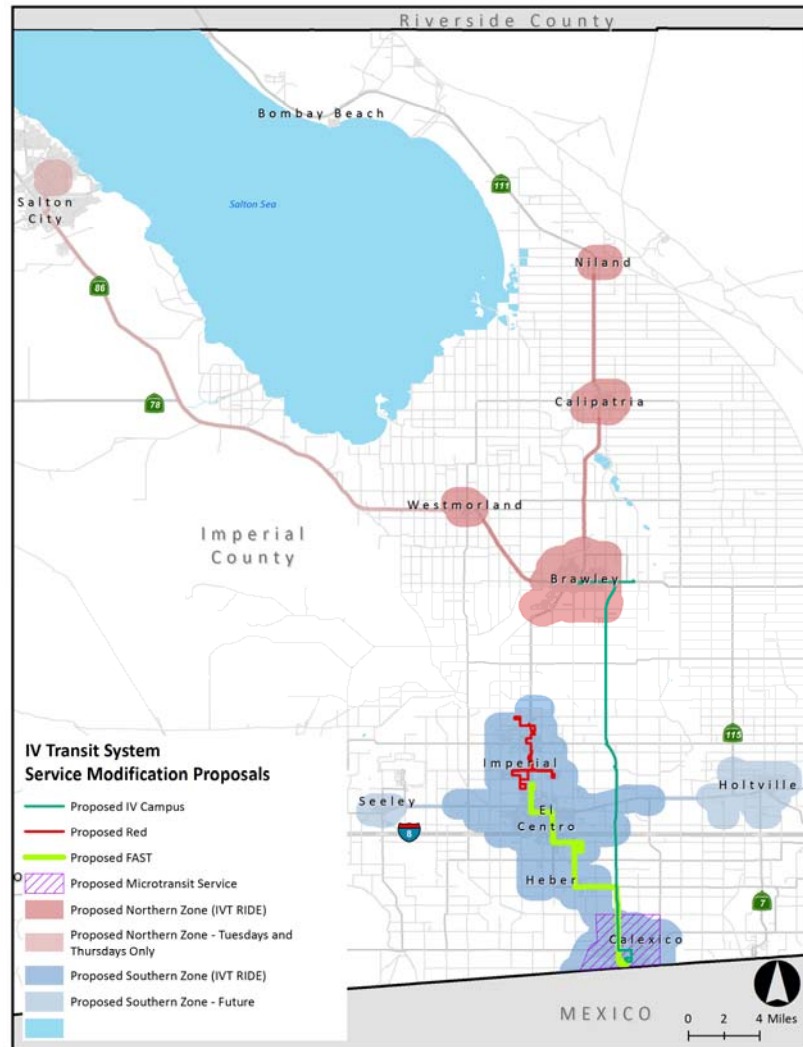 Riverside County
Bombay Beach
111
Salton
City
Salton Sea
Niland
86
78
Calipatria
Westmorland
Imperial
County
Brawley
115
Imperial
Holtville
Seeley
El
Centro
8
Heber
7
Calexico
MEXICO
0 2 4 Miles
IV Transit System
Service Modification Proposals
Proposed IV Campus
Proposed Red
Proposed FAST
Proposed Microtransit Service
Proposed Northern Zone (IVT RIDE)
Proposed Northern Zone - Tuesdays and
Thursdays Only
Proposed Southern Zone (IVT RIDE)
Proposed Southern Zone - Future